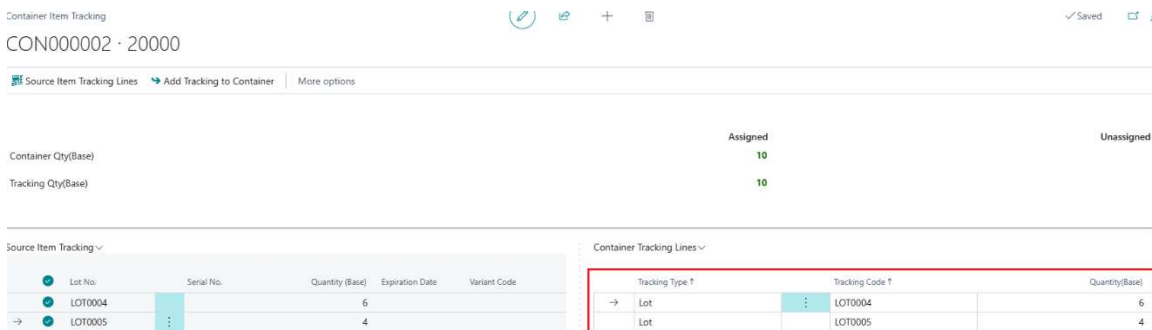 Container Item Tracking
Saved
CON000002 · 20000
Source Item Tracking Lines Add Tracking to Container More options
Assigned Unassigned
Container Qty(Base) 10
Tracking Qty(Base) 10
Source Item Tracking Container Tracking Lines
Lot No. Serial No. Quantity (Base) Expiration Date Variant Code Tracking Type ↑ Tracking Code ↑ Quantity(Base)
LOT0004 6 Lot LOT0004 6
LOT0005 4 Lot LOT0005 4